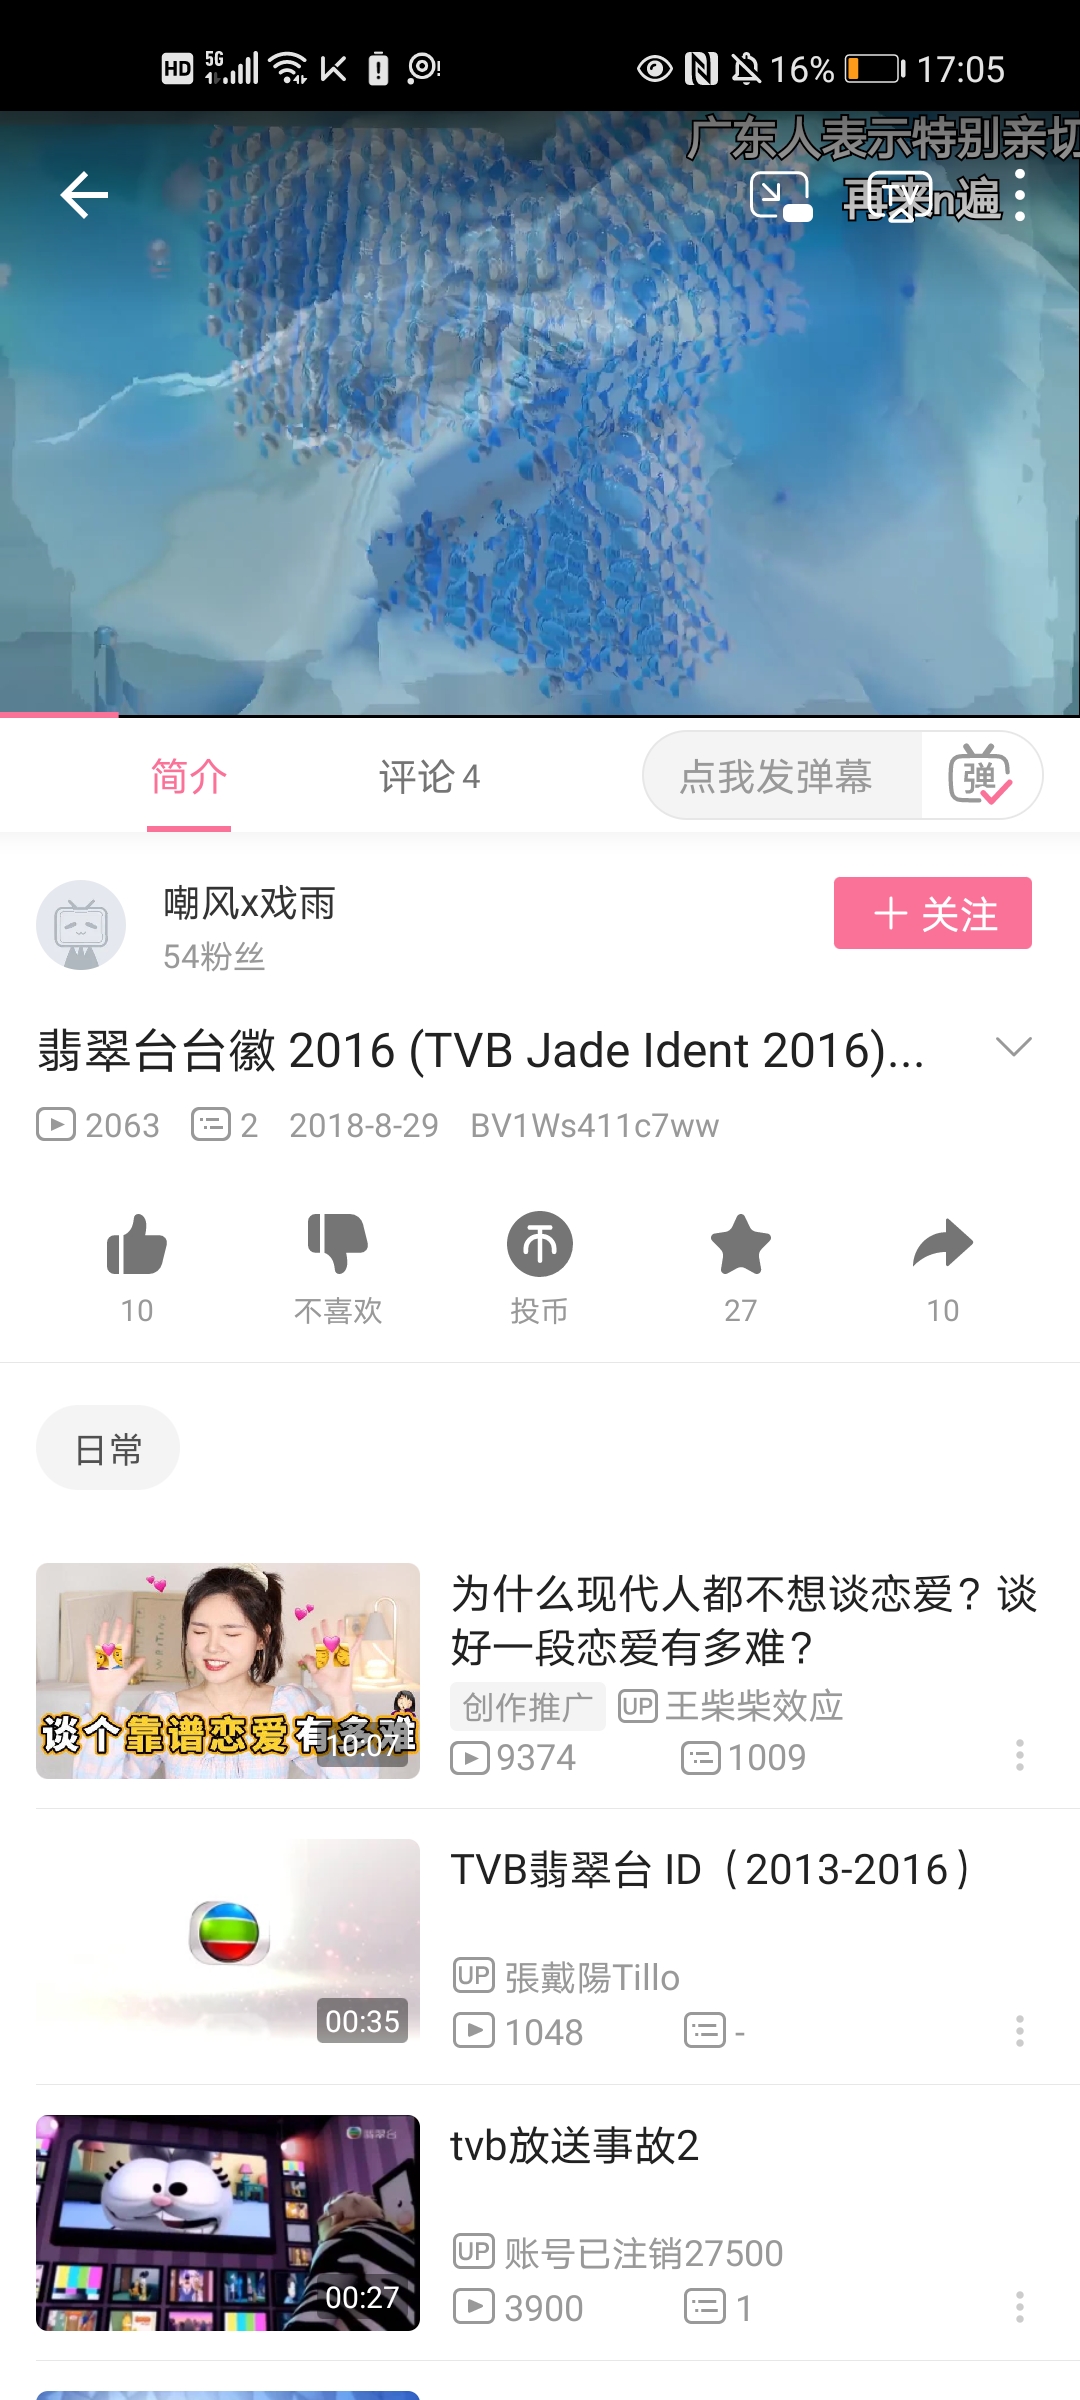 HD 5G 16% 17:05
广东人表示特别亲切
再来n遍
简介
评论 4
点我发弹幕
弹
嘲风x戏雨
54粉丝
+ 关注
翡翠台台徽 2016 (TVB Jade Ident 2016)...
2063 2 2018-8-29 BV1Ws411c7ww
10 不喜欢 投币 27 10
日常
谈个靠谱恋爱有多难
10:07
为什么现代人都不想谈恋爱？谈
好一段恋爱有多难？
创作推广 UP 王柴柴效应
9374 1009
00:35
TVB翡翠台 ID（2013-2016）
UP 張戴陽Tillo
1048 -
翡翠台
00:27
tvb放送事故2
UP 账号已注销27500
3900 1